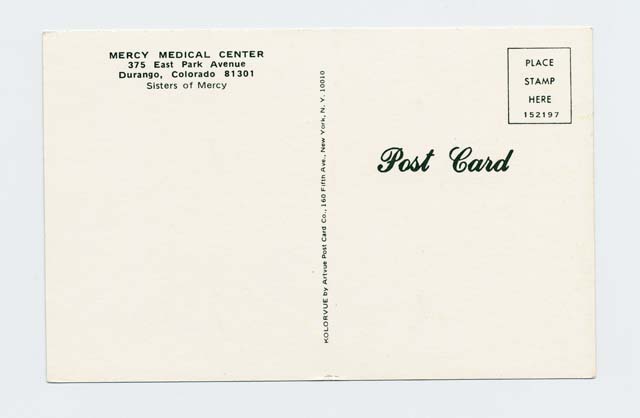 MERCY MEDICAL CENTER
375 East Park Avenue
Durango, Colorado 81301
Sisters of Mercy
KOLORVUE by Artvue Post Card Co., 160 Fifth Ave., New York, N. Y. 10010
PLACE
STAMP
HERE
152197
Post Card